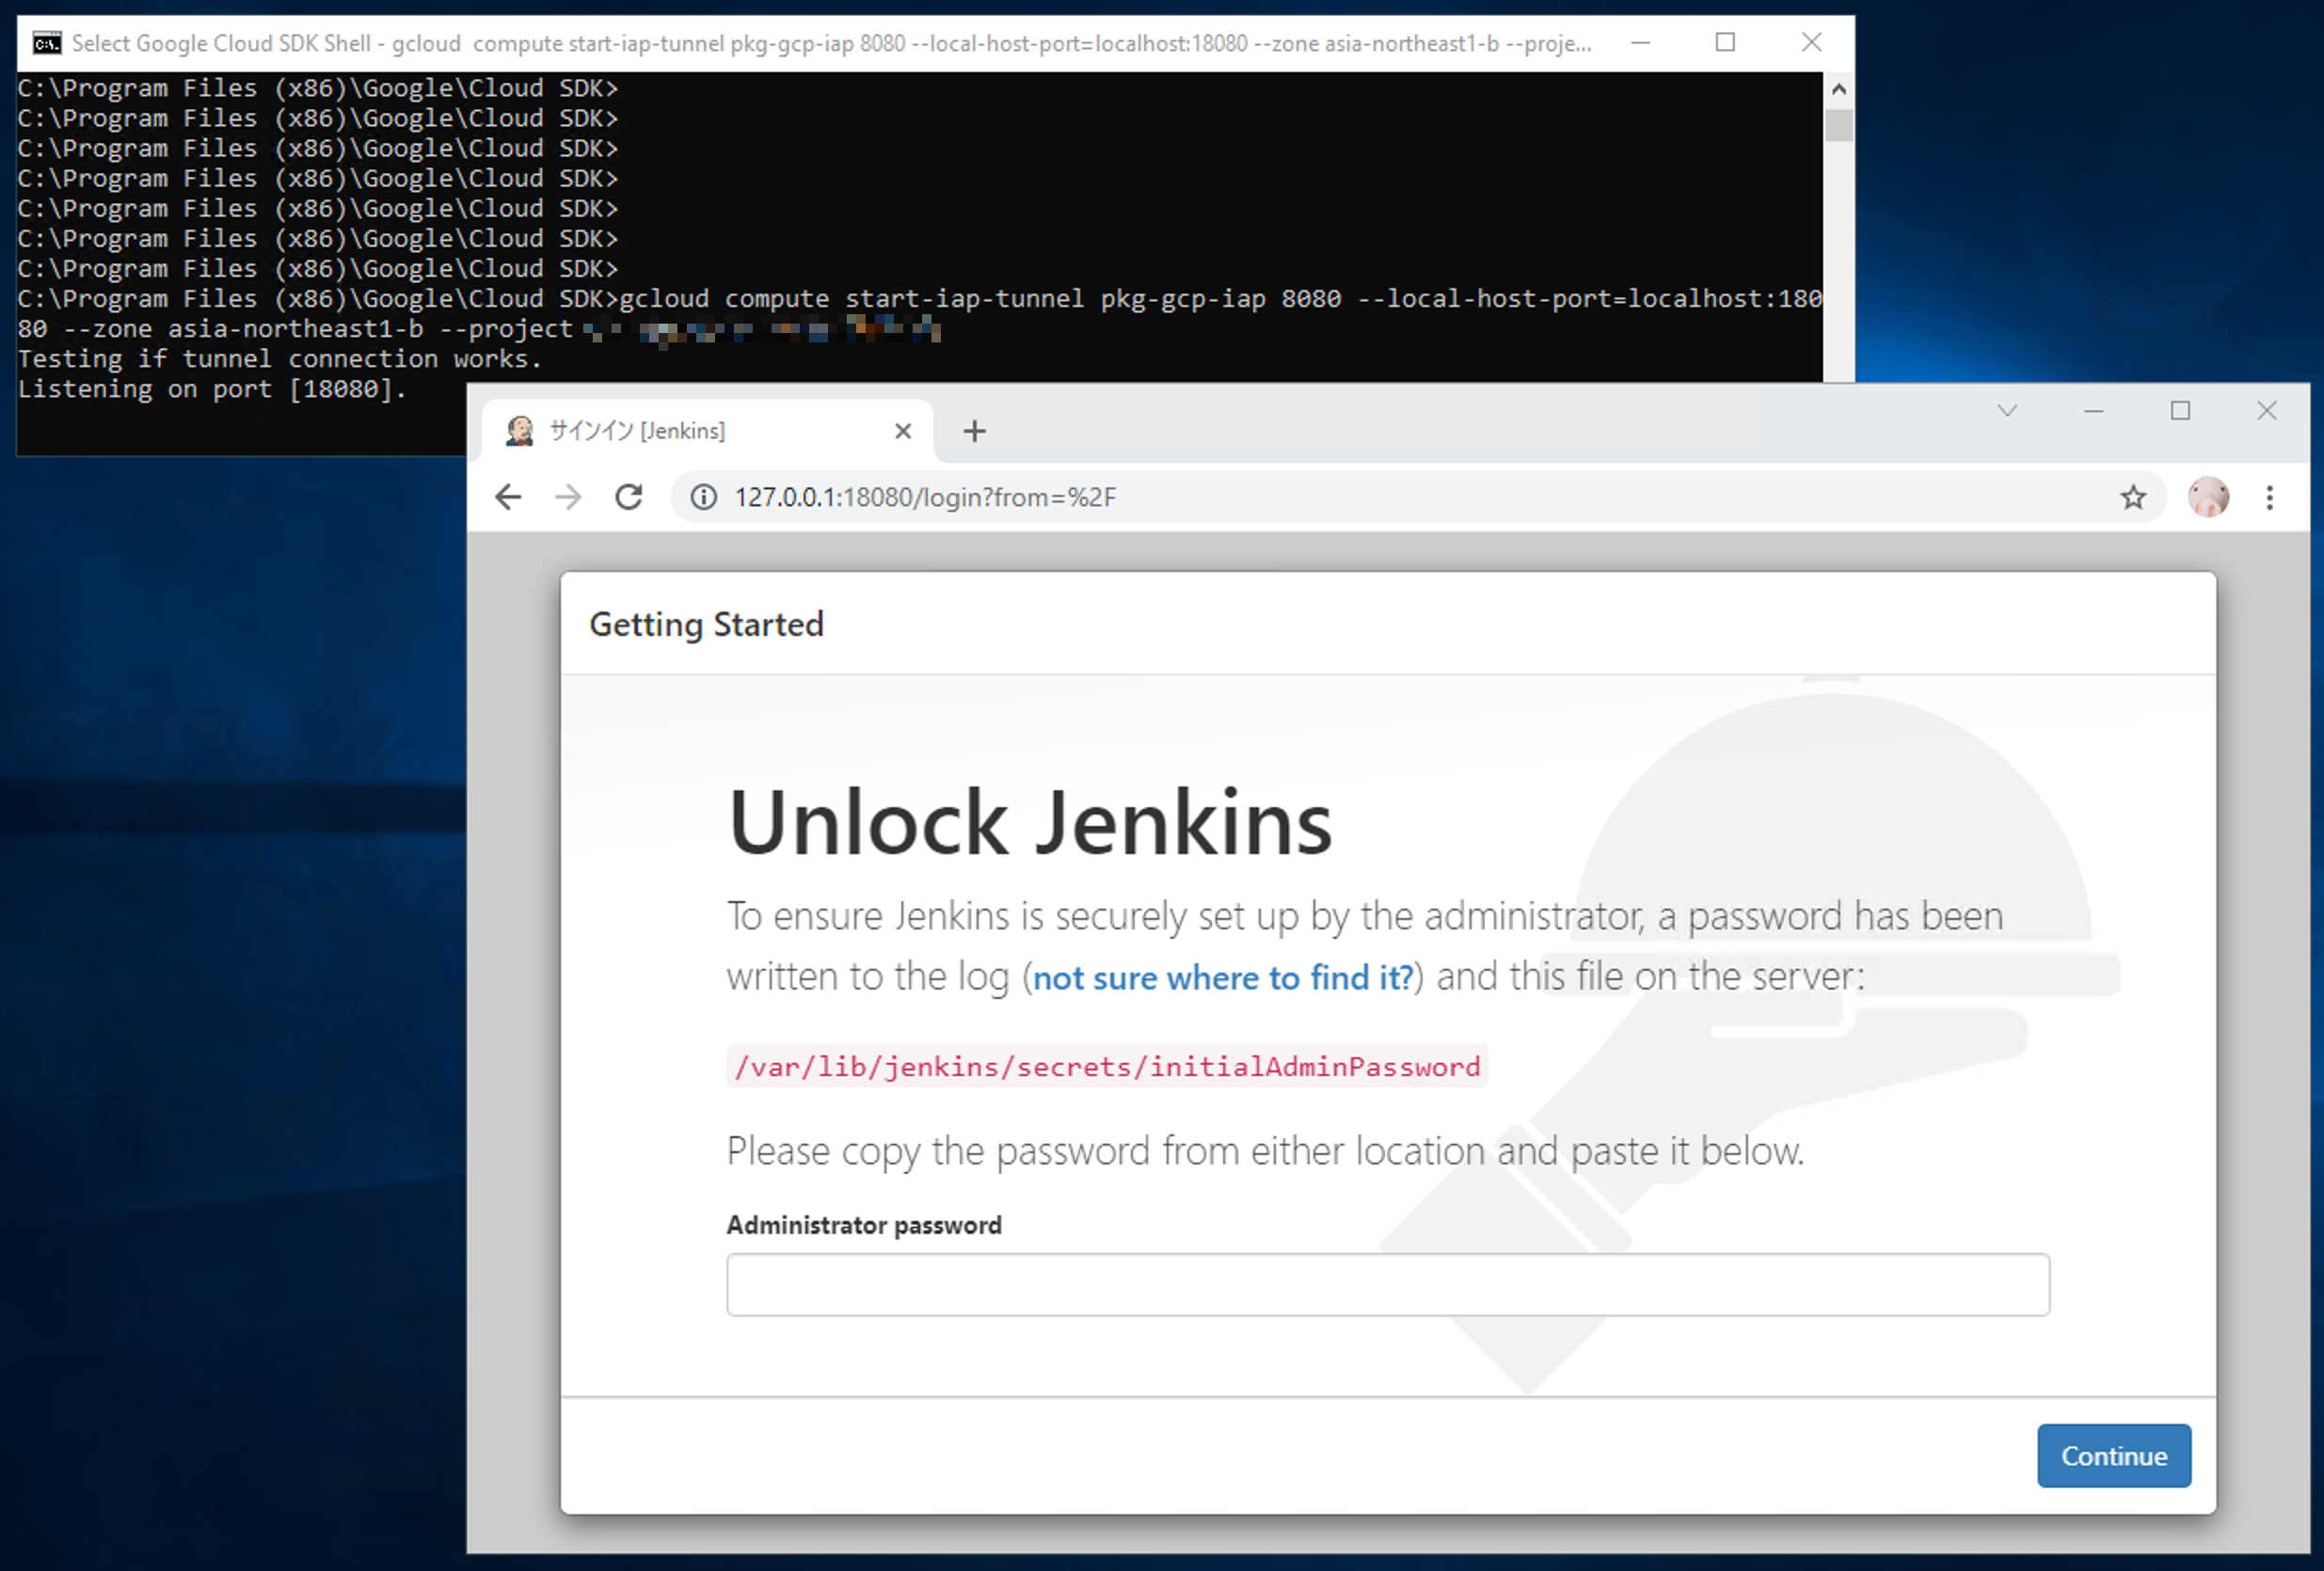 Select Google Cloud SDK Shell - gcloud  compute start-iap-tunnel pkg-gcp-iap 8080 --local-host-port=localhost:18080 --zone asia-northeast1-b --proje...
C:\Program Files (x86)\Google\Cloud SDK>
C:\Program Files (x86)\Google\Cloud SDK>
C:\Program Files (x86)\Google\Cloud SDK>
C:\Program Files (x86)\Google\Cloud SDK>
C:\Program Files (x86)\Google\Cloud SDK>
C:\Program Files (x86)\Google\Cloud SDK>
C:\Program Files (x86)\Google\Cloud SDK>
C:\Program Files (x86)\Google\Cloud SDK>gcloud compute start-iap-tunnel pkg-gcp-iap 8080 --local-host-port=localhost:180
80 --zone asia-northeast1-b --project
Testing if tunnel connection works.
Listening on port [18080].
サインイン [Jenkins]
127.0.0.1:18080/login?from=%2F
Getting Started
Unlock Jenkins
To ensure Jenkins is securely set up by the administrator, a password has been
written to the log (not sure where to find it?) and this file on the server:
/var/lib/jenkins/secrets/initialAdminPassword
Please copy the password from either location and paste it below.
Administrator password
Continue